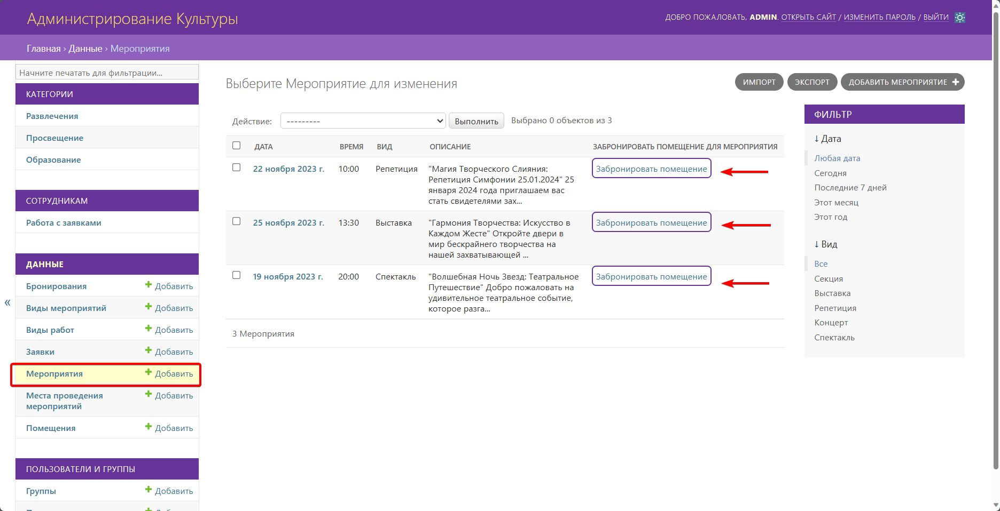 Администрирование Культуры
ДОБРО ПОЖАЛОВАТЬ, ADMIN. ОТКРЫТЬ САЙТ / ИЗМЕНИТЬ ПАРОЛЬ / ВЫЙТИ
Главная › Данные › Мероприятия
Начните печатать для фильтрации...
КАТЕГОРИИ
Развлечения
Просвещение
Образование
СОТРУДНИКАМ
Работа с заявками
ДАННЫЕ
Бронирования + Добавить
Виды мероприятий + Добавить
Виды работ + Добавить
Заявки + Добавить
Мероприятия + Добавить
Места проведения + Добавить
мероприятий
Помещения + Добавить
ПОЛЬЗОВАТЕЛИ И ГРУППЫ
Группы + Добавить
«
Выберите Мероприятие для изменения
ИМПОРТ
ЭКСПОРТ
ДОБАВИТЬ МЕРОПРИЯТИЕ +
Действие: --------- Выполнить Выбрано 0 объектов из 3
ДАТА ВРЕМЯ ВИД ОПИСАНИЕ ЗАБРОНИРОВАТЬ ПОМЕЩЕНИЕ ДЛЯ МЕРОПРИЯТИЯ
22 ноября 2023 г. 10:00 Репетиция "Магия Творческого Слияния: Забронировать помещение
Репетиция Симфонии 25.01.2024" 25
января 2024 года приглашаем вас
стать свидетелями зах...
25 ноября 2023 г. 13:30 Выставка "Гармония Творчества: Искусство в Забронировать помещение
Каждом Жесте" Откройте двери в
мир бескрайнего творчества на
нашей захватывающей ...
19 ноября 2023 г. 20:00 Спектакль "Волшебная Ночь Звезд: Театральное Забронировать помещение
Путешествие" Добро пожаловать на
удивительное театральное событие,
которое разга...
3 Мероприятия
ФИЛЬТР
↓ Дата
Любая дата
Сегодня
Последние 7 дней
Этот месяц
Этот год
↓ Вид
Все
Секция
Выставка
Репетиция
Концерт
Спектакль